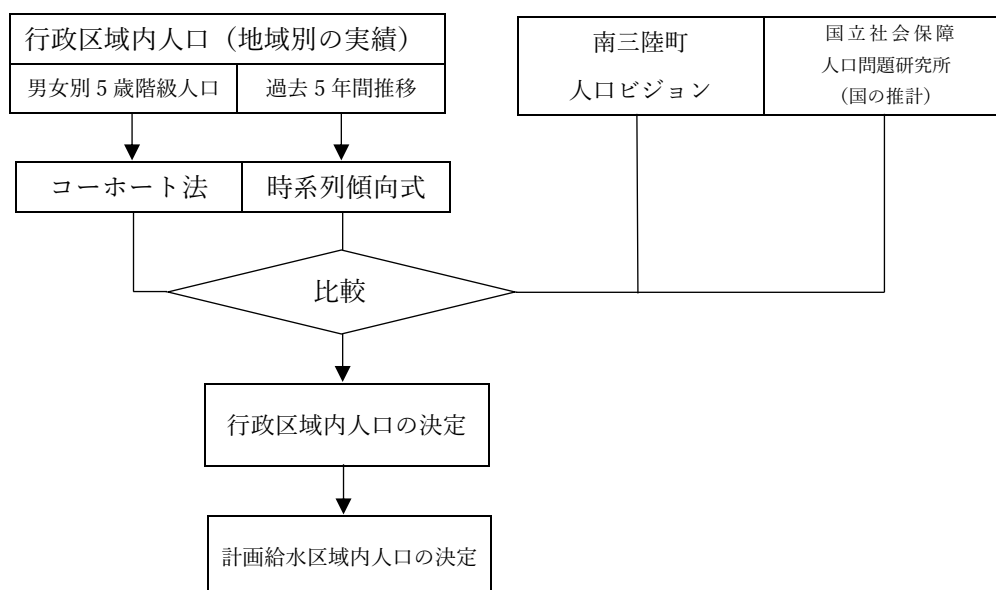 行政区域内人口（地域別の実績）
男女別 5 歳階級人口
過去 5 年間推移
南三陸町
人口ビジョン
国立社会保障
人口問題研究所
（国の推計）
コーホート法
時系列傾向式
比較
行政区域内人口の決定
計画給水区域内人口の決定